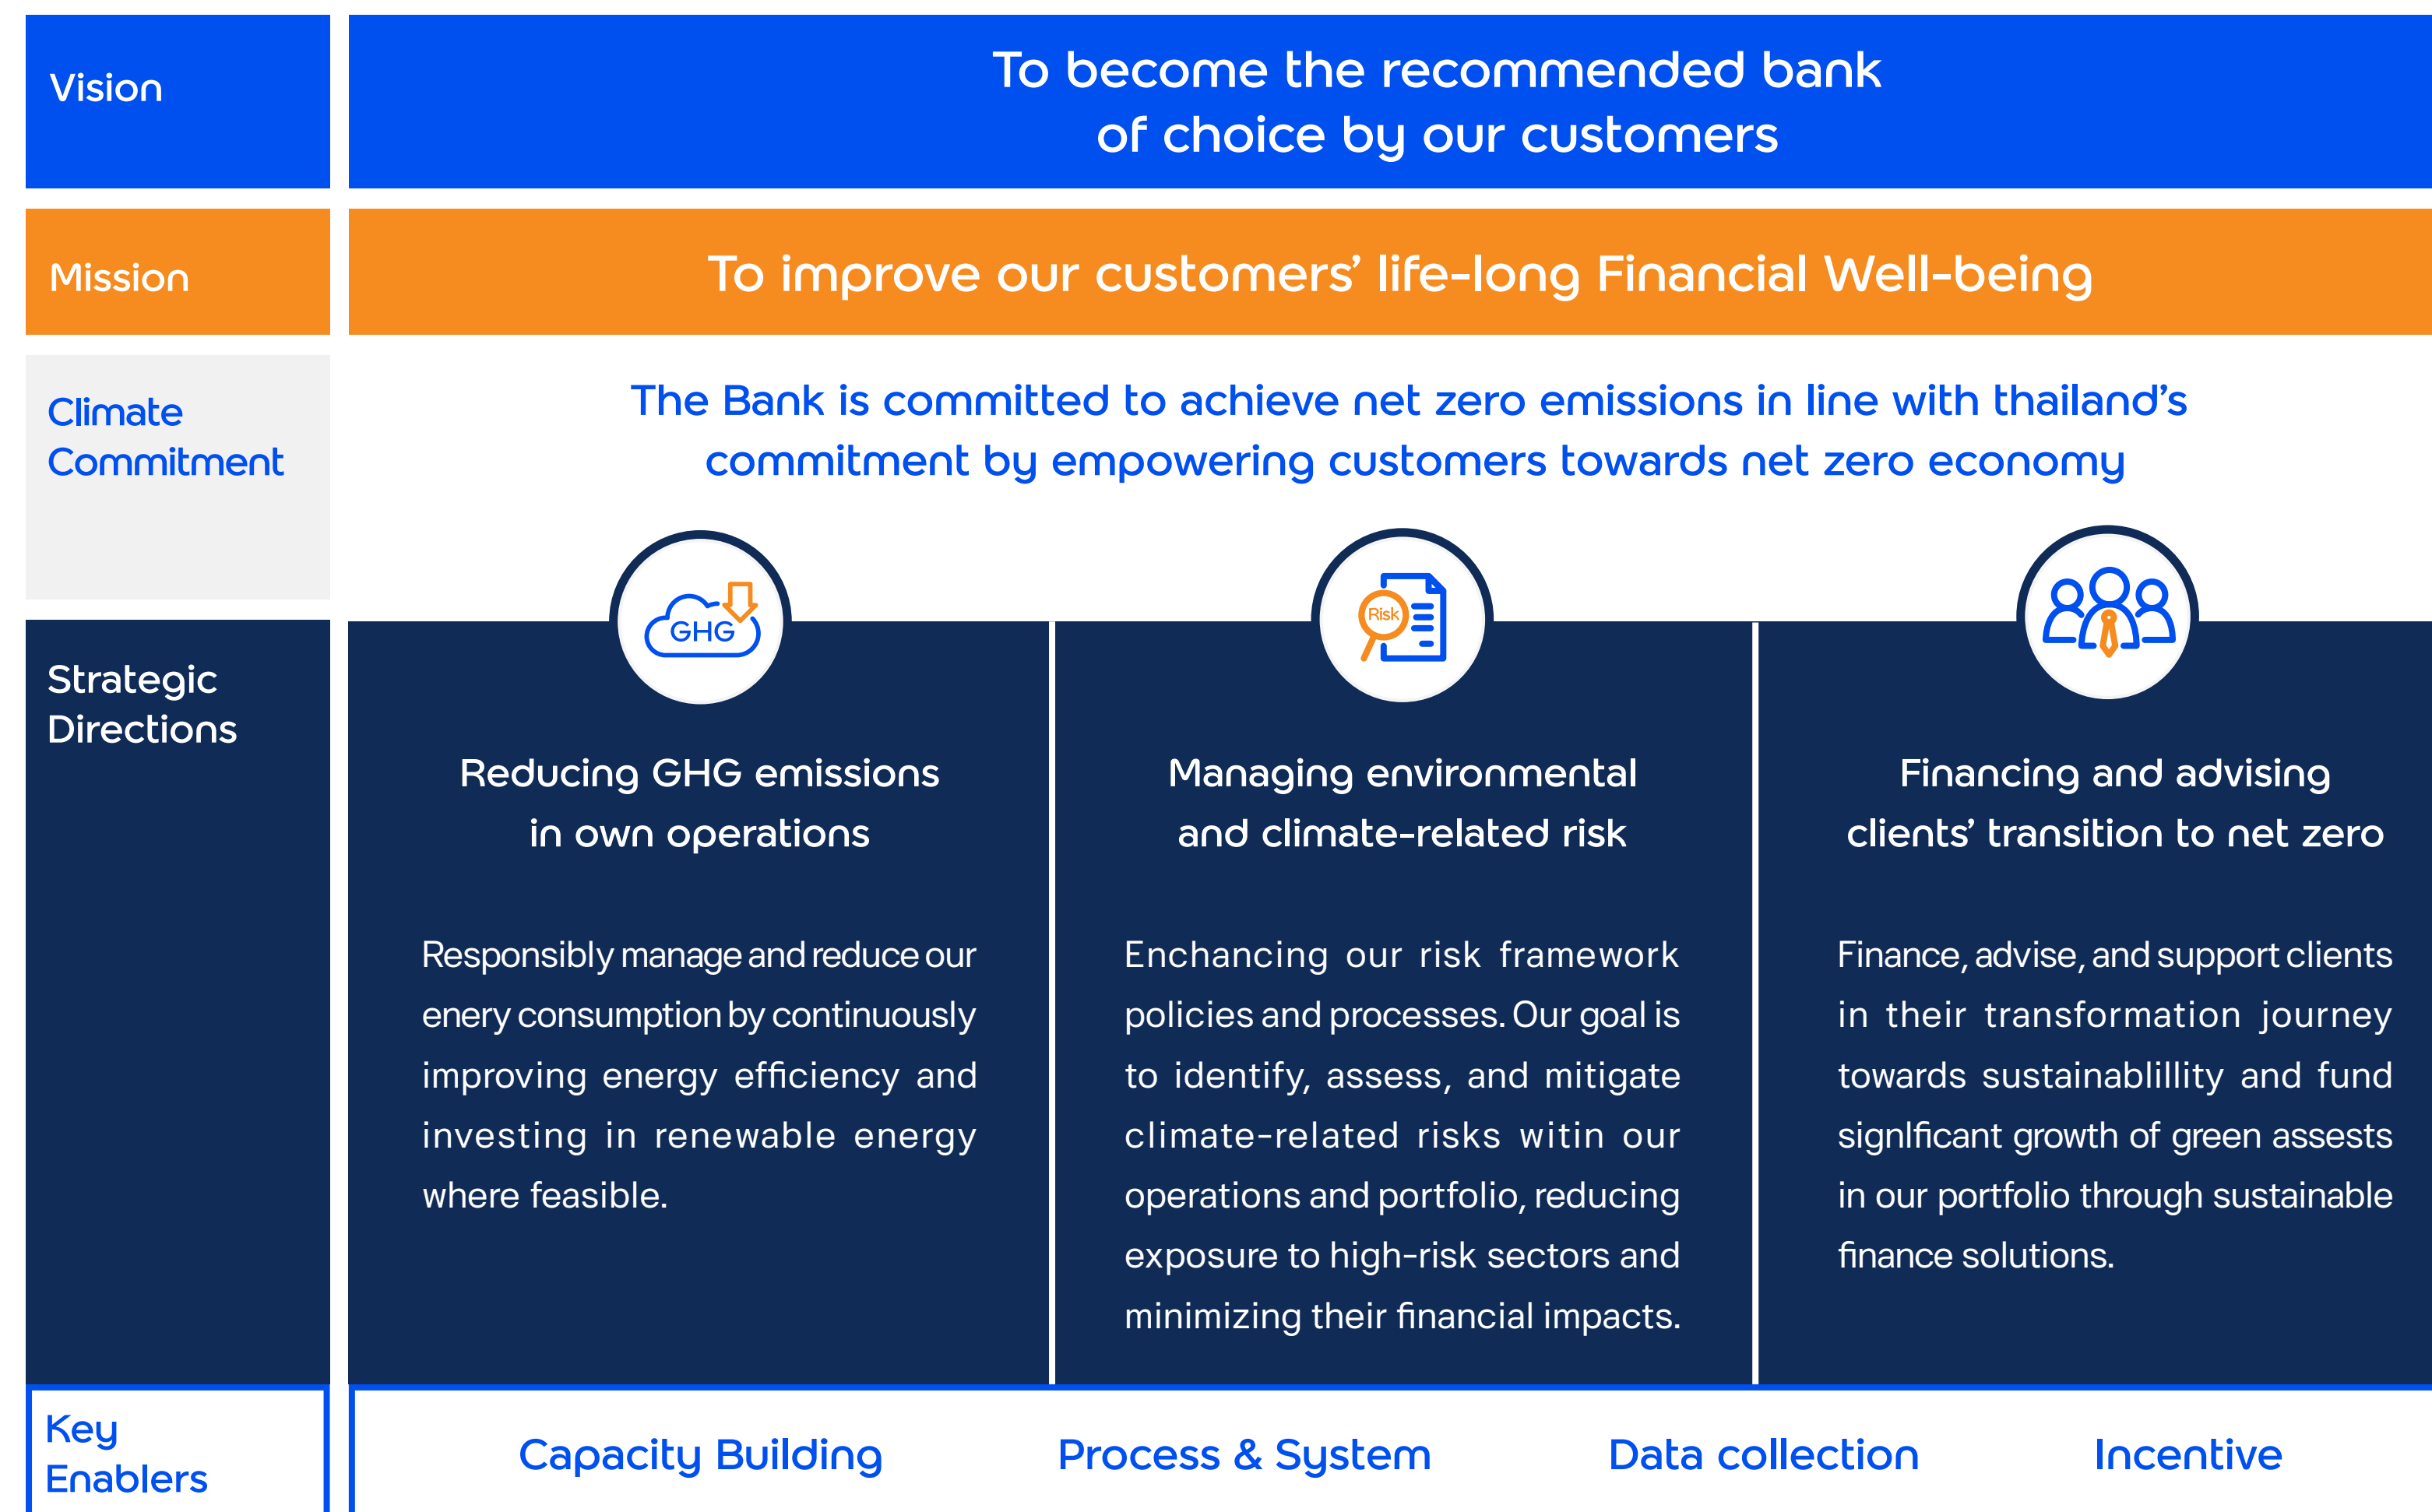 Vision
To become the recommended bank
of choice by our customers
Mission
To improve our customers’ life-long Financial Well-being
Climate
Commitment
The Bank is committed to achieve net zero emissions in line with thailand’s
commitment by empowering customers towards net zero economy
GHG
Risk
Strategic
Directions
Reducing GHG emissions
in own operations
Responsibly manage and reduce our
enery consumption by continuously
improving energy efficiency and
investing in renewable energy
where feasible.
Managing environmental
and climate-related risk
Enchancing our risk framework
policies and processes. Our goal is
to identify, assess, and mitigate
climate-related risks witin our
operations and portfolio, reducing
exposure to high-risk sectors and
minimizing their financial impacts.
Financing and advising
clients’ transition to net zero
Finance, advise, and support clients
in their transformation journey
towards sustainablillity and fund
signlficant growth of green assests
in our portfolio through sustainable
finance solutions.
Key
Enablers
Capacity Building
Process & System
Data collection
Incentive